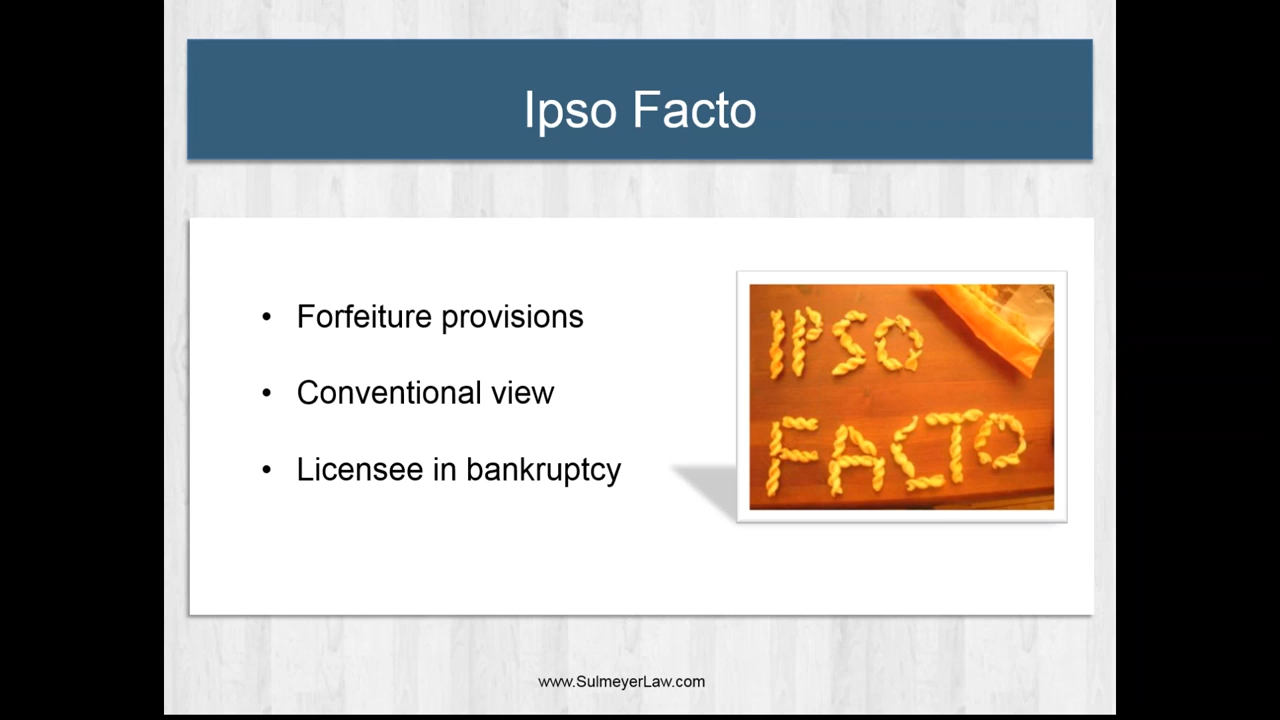 Ipso Facto
• Forfeiture provisions
• Conventional view
• Licensee in bankruptcy
IPSO
FACTO
www.SulmeyerLaw.com